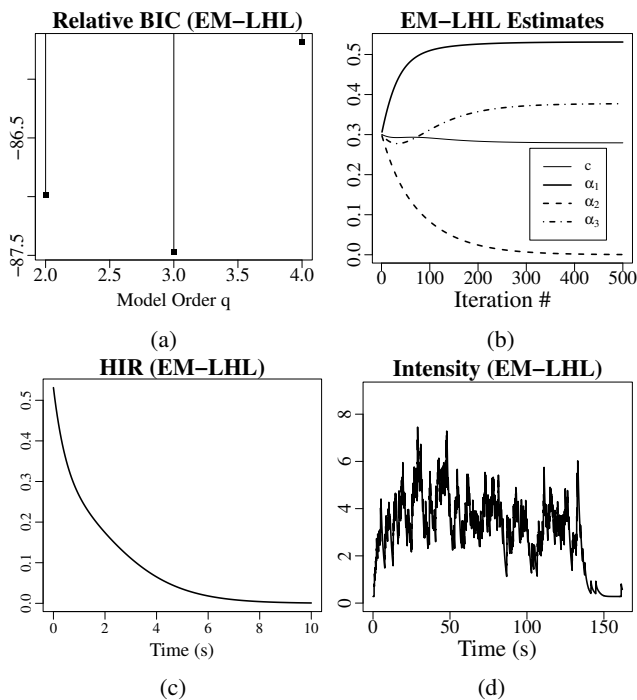 Relative BIC (EM−LHL)
−86.5
−87.5
2.0 2.5 3.0 3.5 4.0
Model Order q
(a)
EM−LHL Estimates
0.5
0.4
0.3
0.2
0.1
0.0
c
α1
α2
α3
0 100 200 300 400 500
Iteration #
(b)
HIR (EM−LHL)
0.5
0.4
0.3
0.2
0.1
0.0
0 2 4 6 8 10
Time (s)
(c)
Intensity (EM−LHL)
8
6
4
2
0
0 50 100 150
Time (s)
(d)